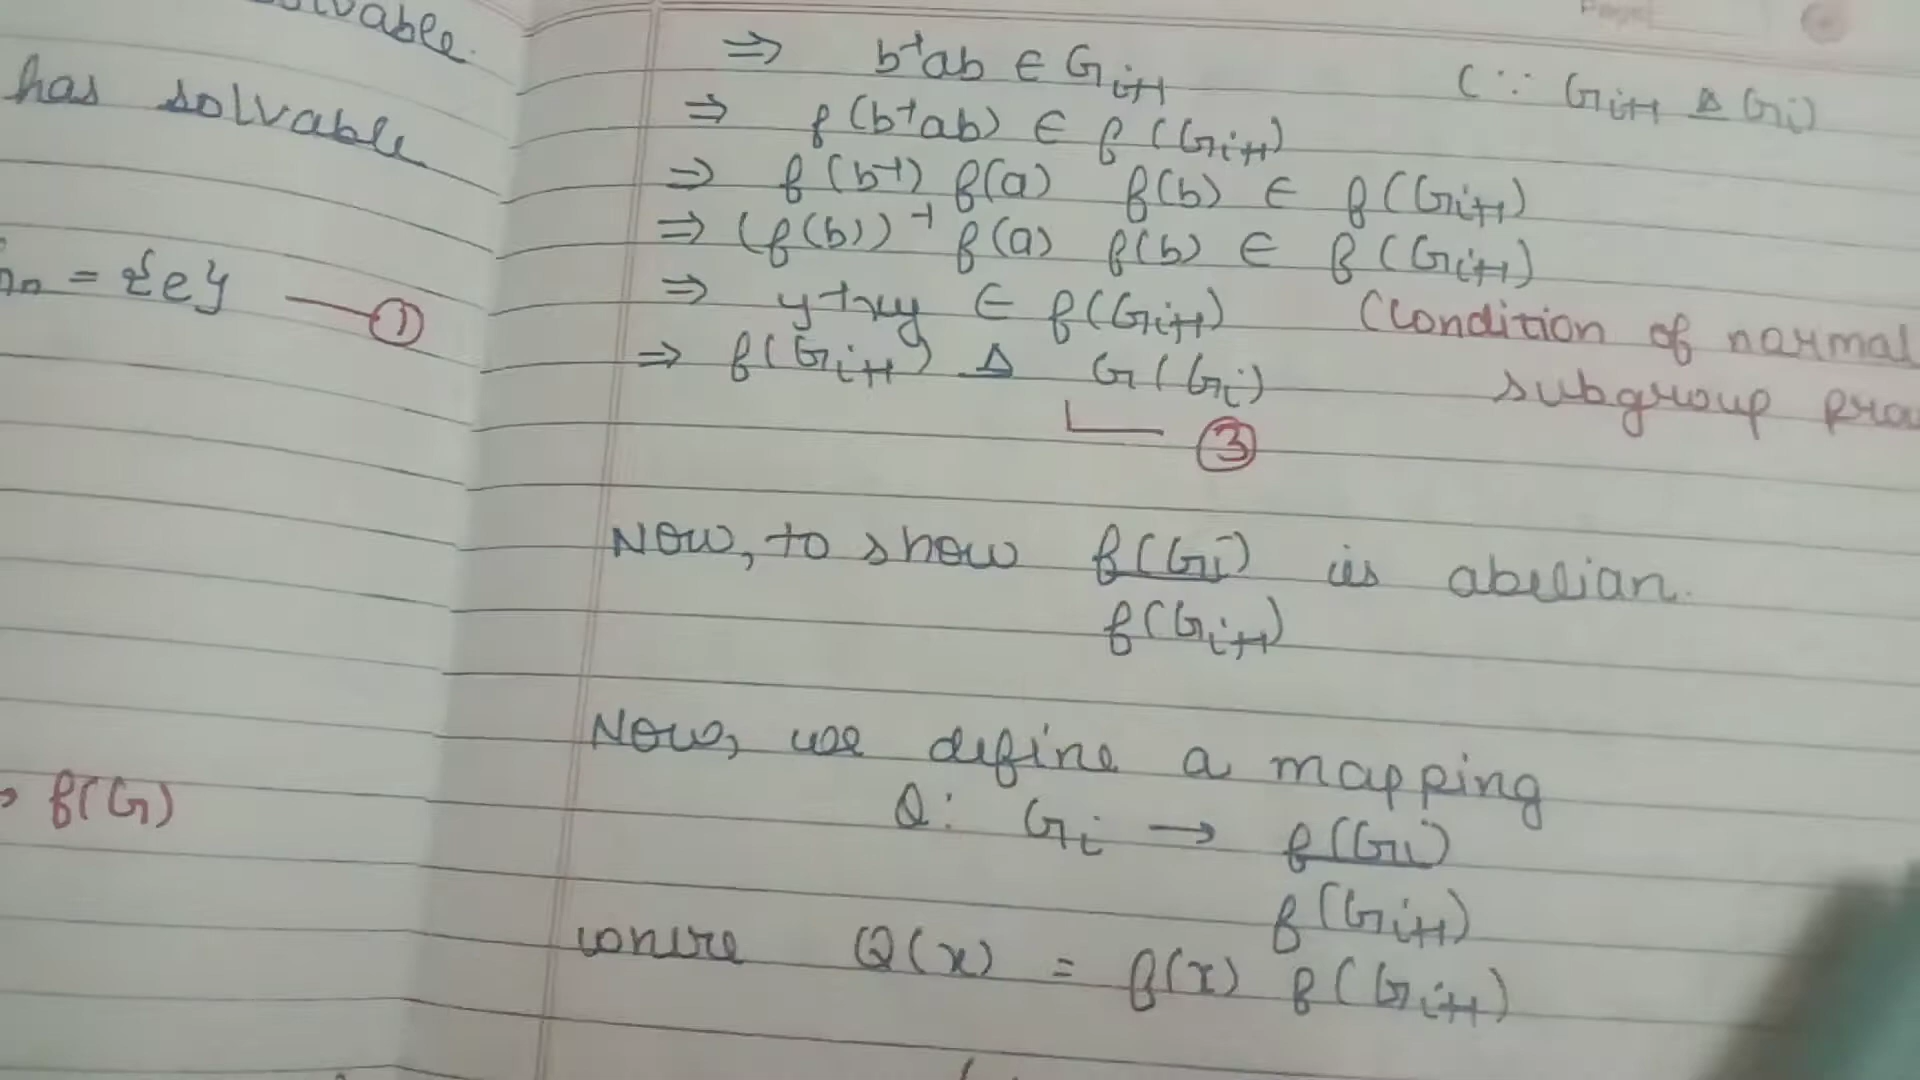 has solvable
= {e} — ①
f(G)
⇒ b⁻¹ab ∈ Gi+1 (∵ Gi+1 Δ Gi)
⇒ f(b⁻¹ab) ∈ f(Gi+1)
⇒ f(b⁻¹) f(a) f(b) ∈ f(Gi+1)
⇒ (f(b))⁻¹ f(a) f(b) ∈ f(Gi+1)
⇒ y⁻¹xy ∈ f(Gi+1) (Condition of normal
⇒ f(Gi+1) Δ G(Gi) subgroup
③
Now, to show f(Gi) is abelian.
f(Gi+1)
Now, we define a mapping
Q: Gi → f(Gi)
f(Gi+1)
where Q(x) = f(x) f(Gi+1)